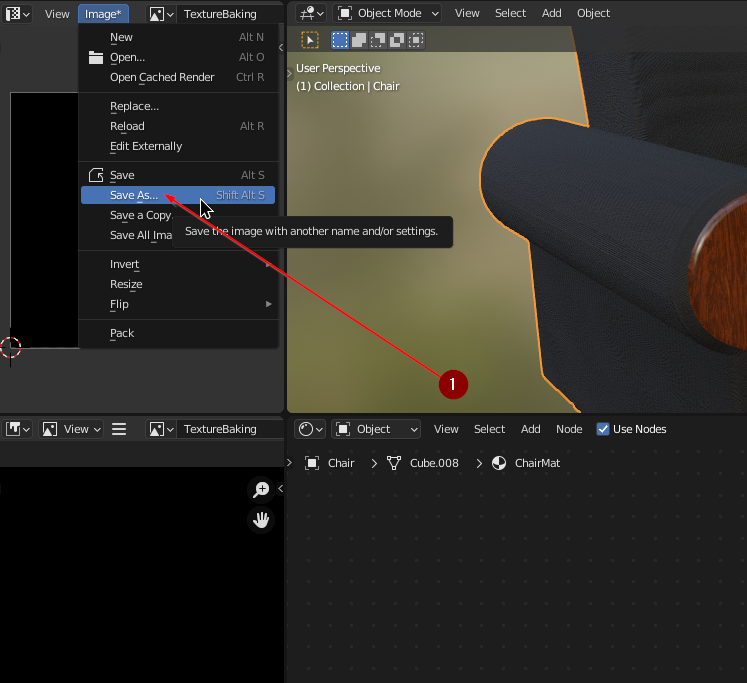 View Image* TextureBaking
New Alt N
Open... Alt O
Open Cached Render Ctrl R
Replace...
Reload Alt R
Edit Externally
Save Alt S
Save As... Shift Alt S
Save a Copy
Save All Ima
Save the image with another name and/or settings.
Invert
Resize
Flip
Pack
Object Mode View Select Add Object
User Perspective
(1) Collection | Chair
1
View TextureBaking
Object View Select Add Node Use Nodes
Chair Cube.008 ChairMat